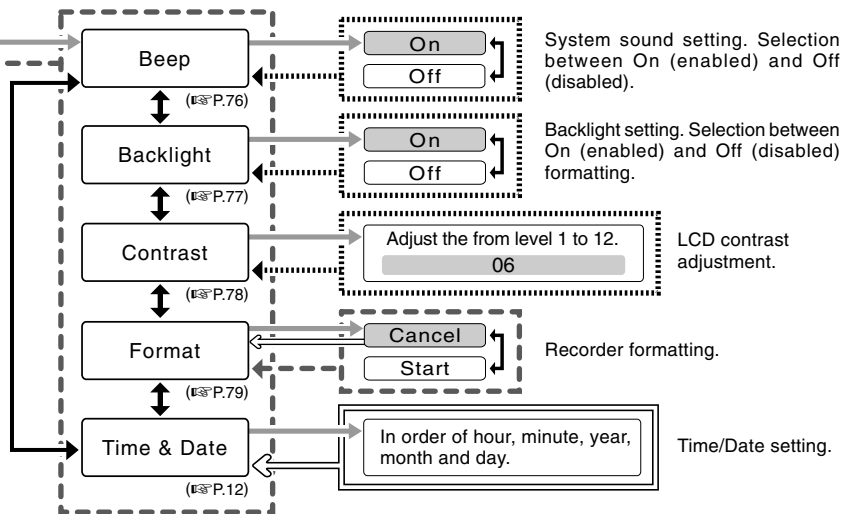 Beep
(☞P.76)
On
Off
System sound setting. Selection
between On (enabled) and Off
(disabled).
Backlight
(☞P.77)
On
Off
Backlight setting. Selection between
On (enabled) and Off (disabled)
formatting.
Contrast
(☞P.78)
Adjust the from level 1 to 12.
06
LCD contrast
adjustment.
Format
(☞P.79)
Cancel
Start
Recorder formatting.
Time & Date
(☞P.12)
In order of hour, minute, year,
month and day.
Time/Date setting.